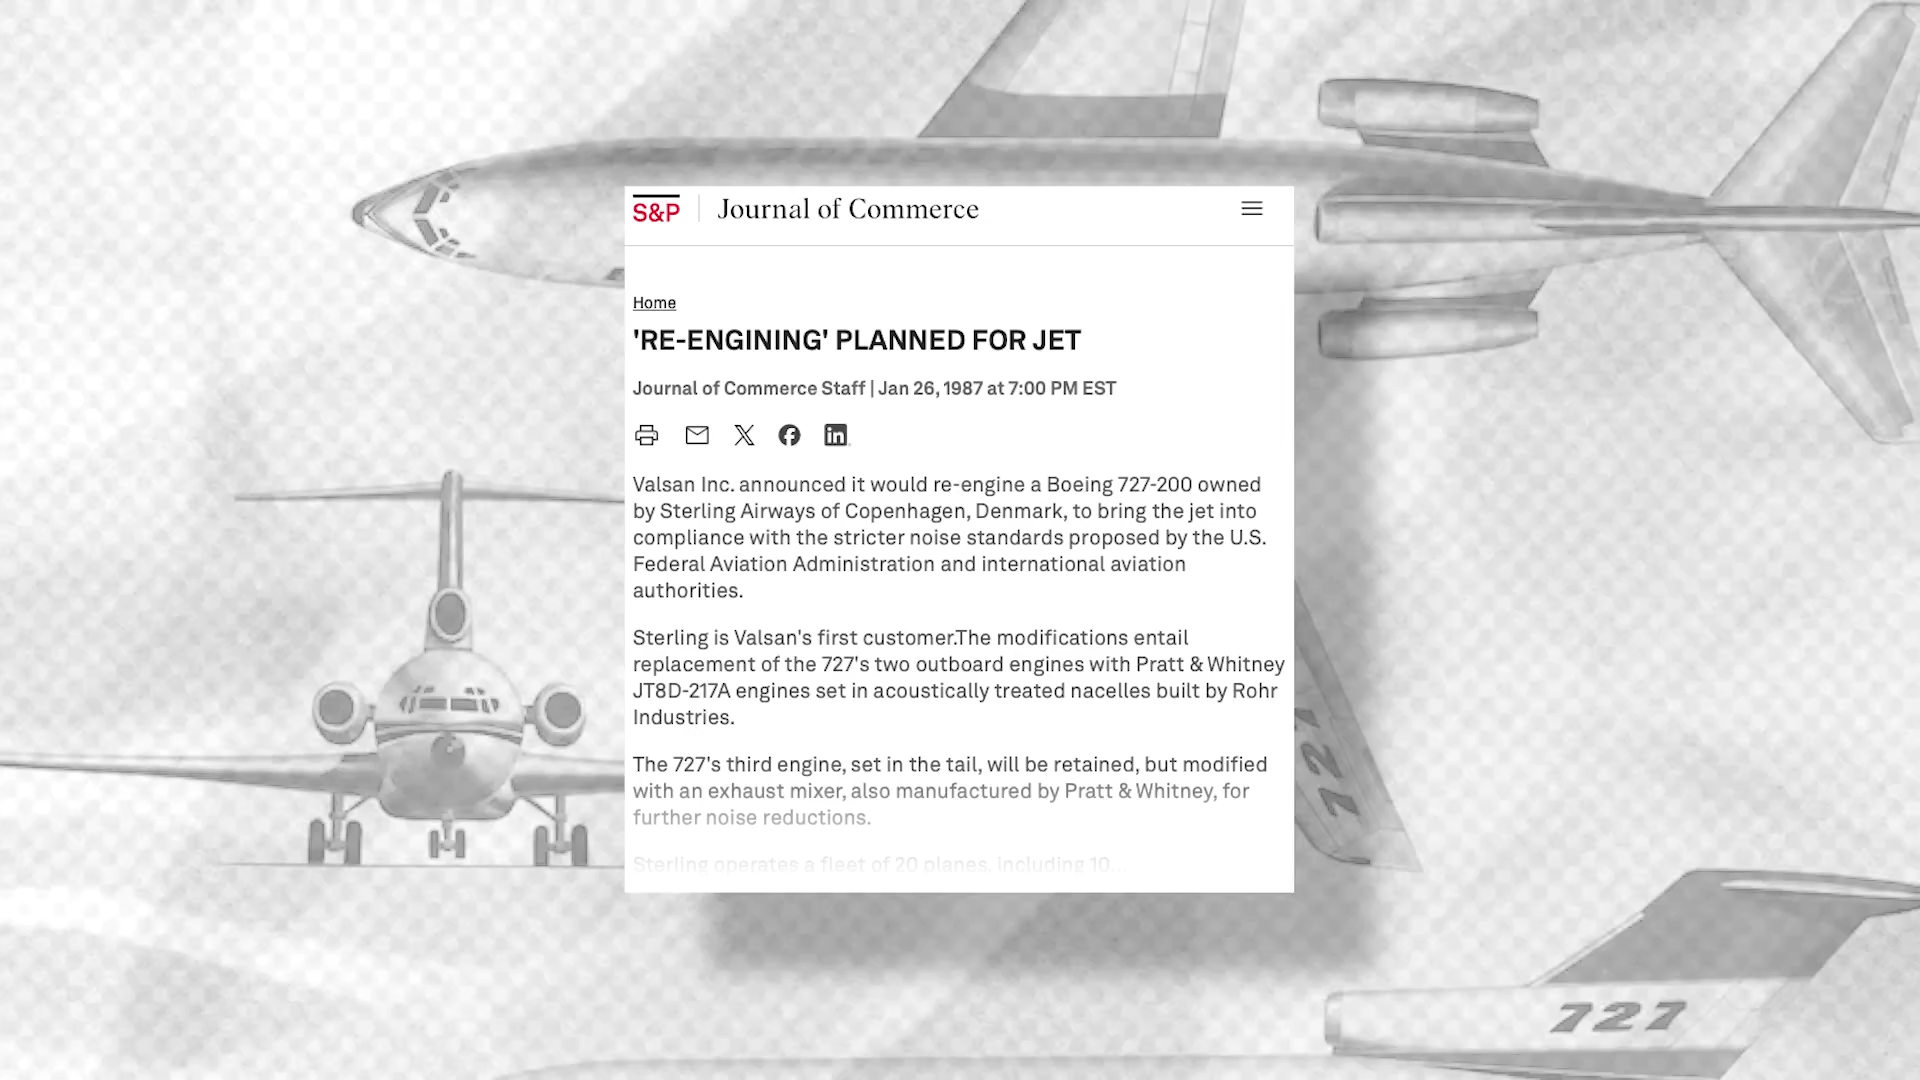 S&P
Journal of Commerce
Home
'RE-ENGINING' PLANNED FOR JET
Journal of Commerce Staff | Jan 26, 1987 at 7:00 PM EST
Valsan Inc. announced it would re-engine a Boeing 727-200 owned
by Sterling Airways of Copenhagen, Denmark, to bring the jet into
compliance with the stricter noise standards proposed by the U.S.
Federal Aviation Administration and international aviation
authorities.
Sterling is Valsan's first customer.The modifications entail
replacement of the 727's two outboard engines with Pratt & Whitney
JT8D-217A engines set in acoustically treated nacelles built by Rohr
Industries.
The 727's third engine, set in the tail, will be retained, but modified
with an exhaust mixer, also manufactured by Pratt & Whitney, for
further noise reductions.
Sterling operates a fleet of 20 planes, including 10...
727
727